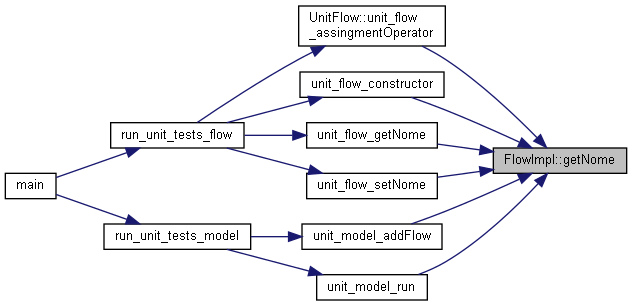 UnitFlow::unit_flow
_assingmentOperator
unit_flow_constructor
run_unit_tests_flow
unit_flow_getNome
FlowImpl::getNome
main
unit_flow_setNome
run_unit_tests_model
unit_model_addFlow
unit_model_run